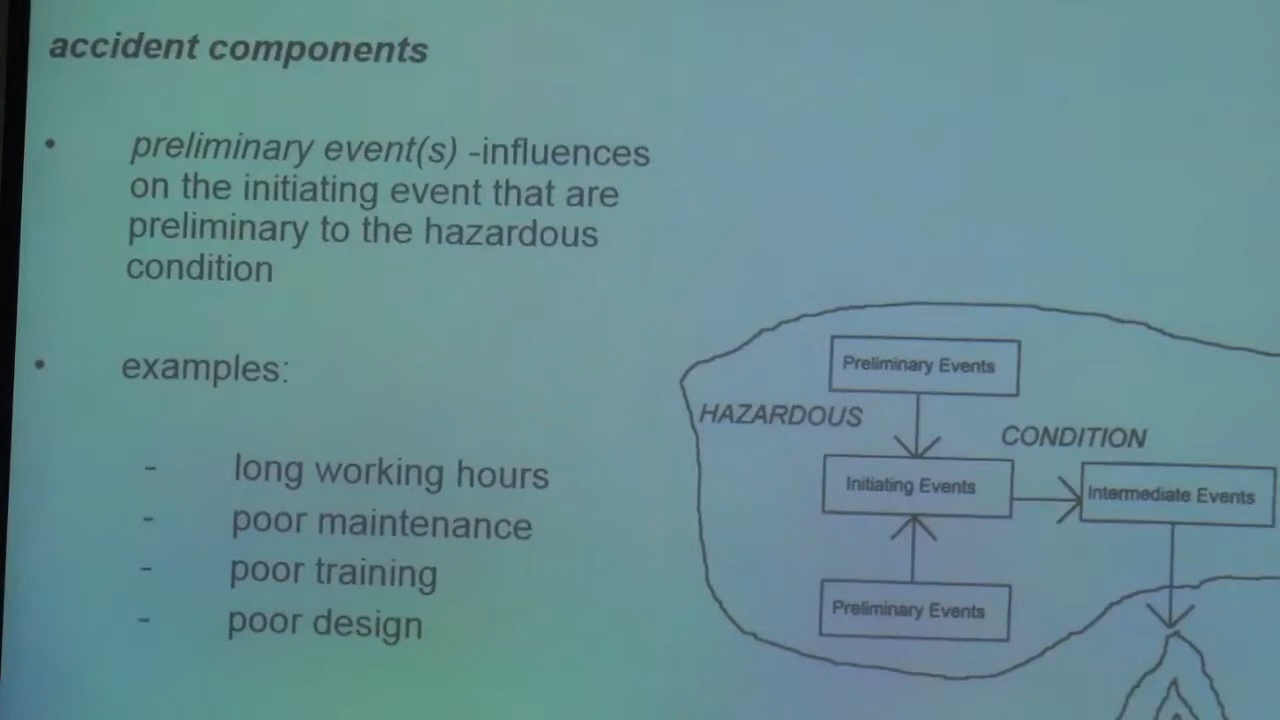 accident components
• preliminary event(s) -influences
on the initiating event that are
preliminary to the hazardous
condition
• examples:
- long working hours
- poor maintenance
- poor training
- poor design
Preliminary Events
HAZARDOUS
CONDITION
Initiating Events
Intermediate Events
Preliminary Events